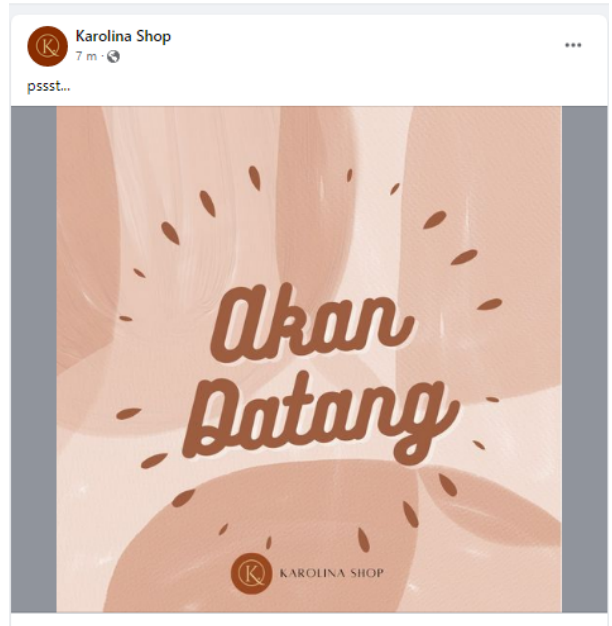 Karolina Shop
7 m ·
pssst...
Akan
Datang
K
KAROLINA SHOP